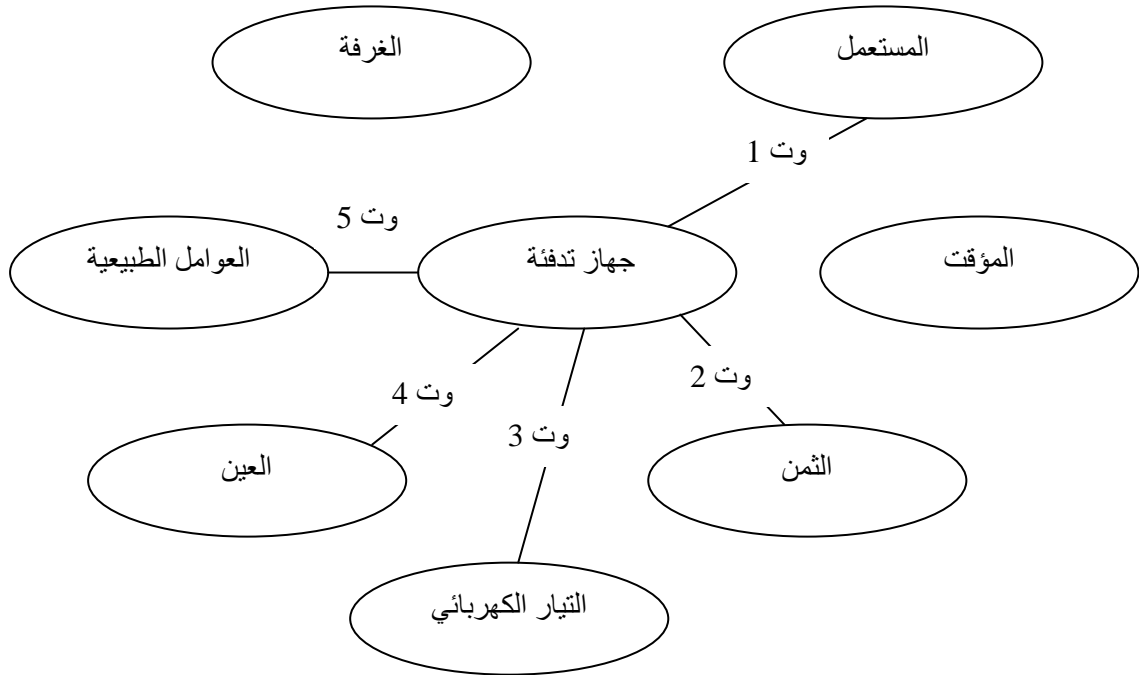 المستعمل
الغرفة
وت 1
وت 5
المؤقت
جهاز تدفئة
العوامل الطبيعية
وت 2
وت 4
وت 3
الثمن
العين
التيار الكهربائي